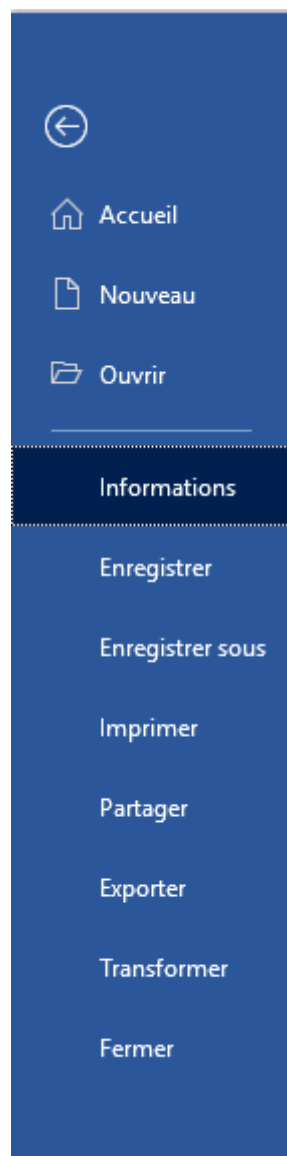 Accueil
Nouveau
Ouvrir
Informations
Enregistrer
Enregistrer sous
Imprimer
Partager
Exporter
Transformer
Fermer